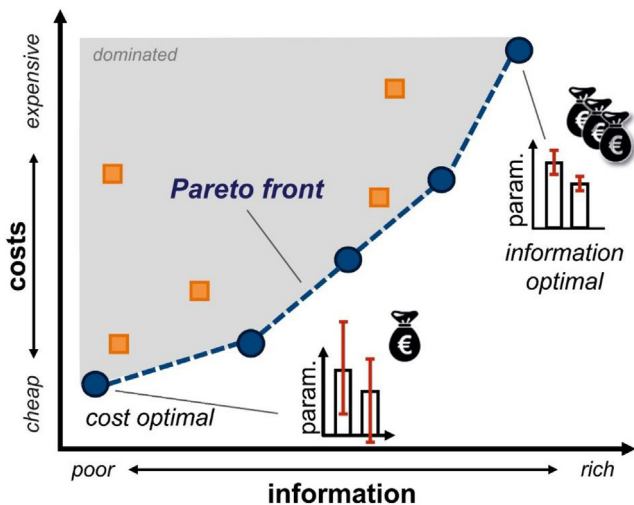 expensive
dominated
costs
Pareto front
€
€
€
param.
information
optimal
€
param.
cheap
cost optimal
poor
rich
information